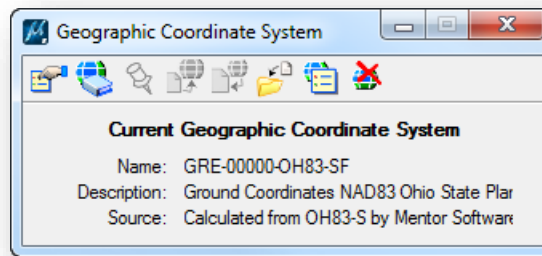 Geographic Coordinate System
Current Geographic Coordinate System
Name: GRE-00000-OH83-SF
Description: Ground Coordinates NAD83 Ohio State Plar
Source: Calculated from OH83-S by Mentor Software